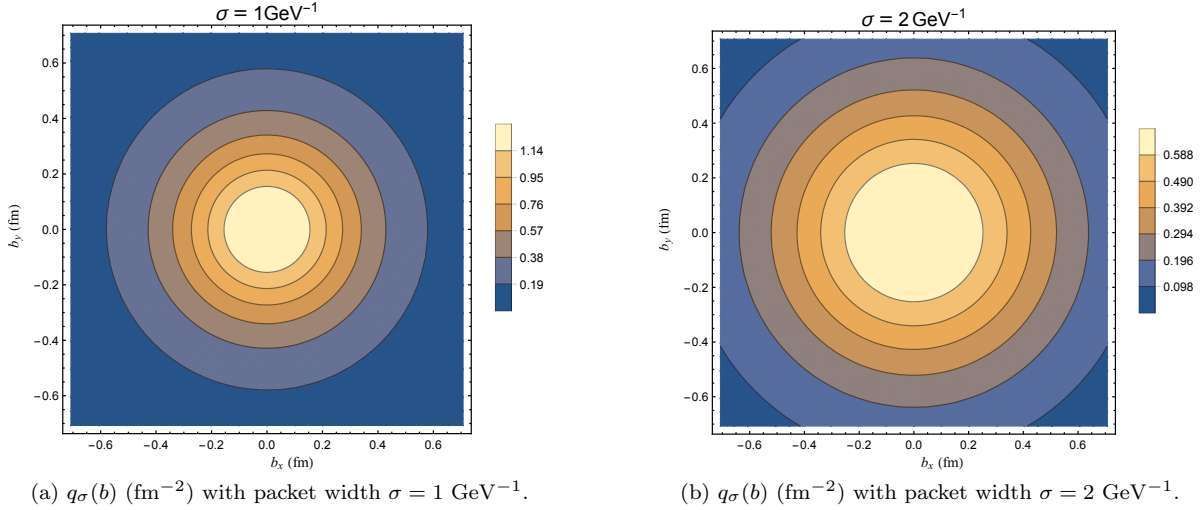 σ = 1GeV⁻¹
0.6
0.4
0.2
0.0
−0.2
−0.4
−0.6
b_y (fm)
−0.6 −0.4 −0.2 0.0 0.2 0.4 0.6
b_x (fm)
1.14
0.95
0.76
0.57
0.38
0.19
(a) q_σ(b) (fm⁻²) with packet width σ = 1 GeV⁻¹.
σ = 2 GeV⁻¹
0.6
0.4
0.2
0.0
−0.2
−0.4
−0.6
b_y (fm)
−0.6 −0.4 −0.2 0.0 0.2 0.4 0.6
b_x (fm)
0.588
0.490
0.392
0.294
0.196
0.098
(b) q_σ(b) (fm⁻²) with packet width σ = 2 GeV⁻¹.